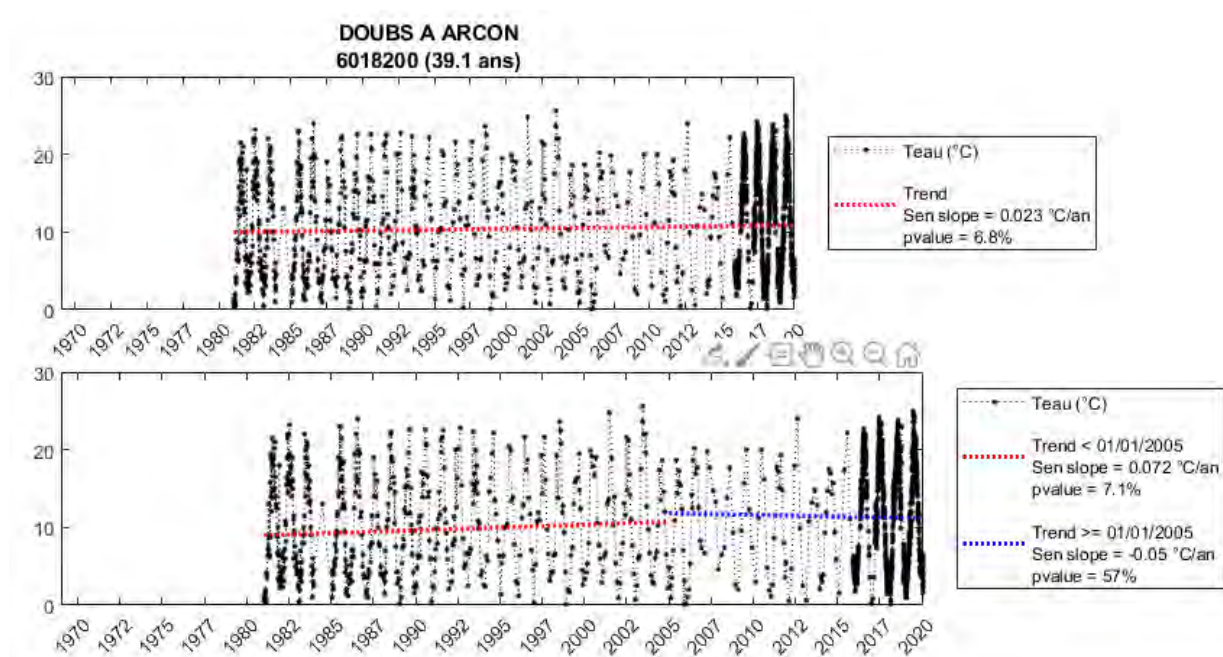 DOUBS A ARCON
6018200 (39.1 ans)
30
20
10
0
1970 1972 1975 1977 1980 1982 1985 1987 1990 1992 1995 1997 2000 2002 2005 2007 2010 2012 15 17 20
Teau (°C)
Trend
Sen slope = 0.023 °C/an
pvalue = 6.8%
30
20
10
0
1970 1972 1975 1977 1980 1982 1985 1987 1990 1992 1995 1997 2000 2002 2005 2007 2010 2012 2015 2017 2020
Teau (°C)
Trend < 01/01/2005
Sen slope = 0.072 °C/an
pvalue = 7.1%
Trend >= 01/01/2005
Sen slope = -0.05 °C/an
pvalue = 57%